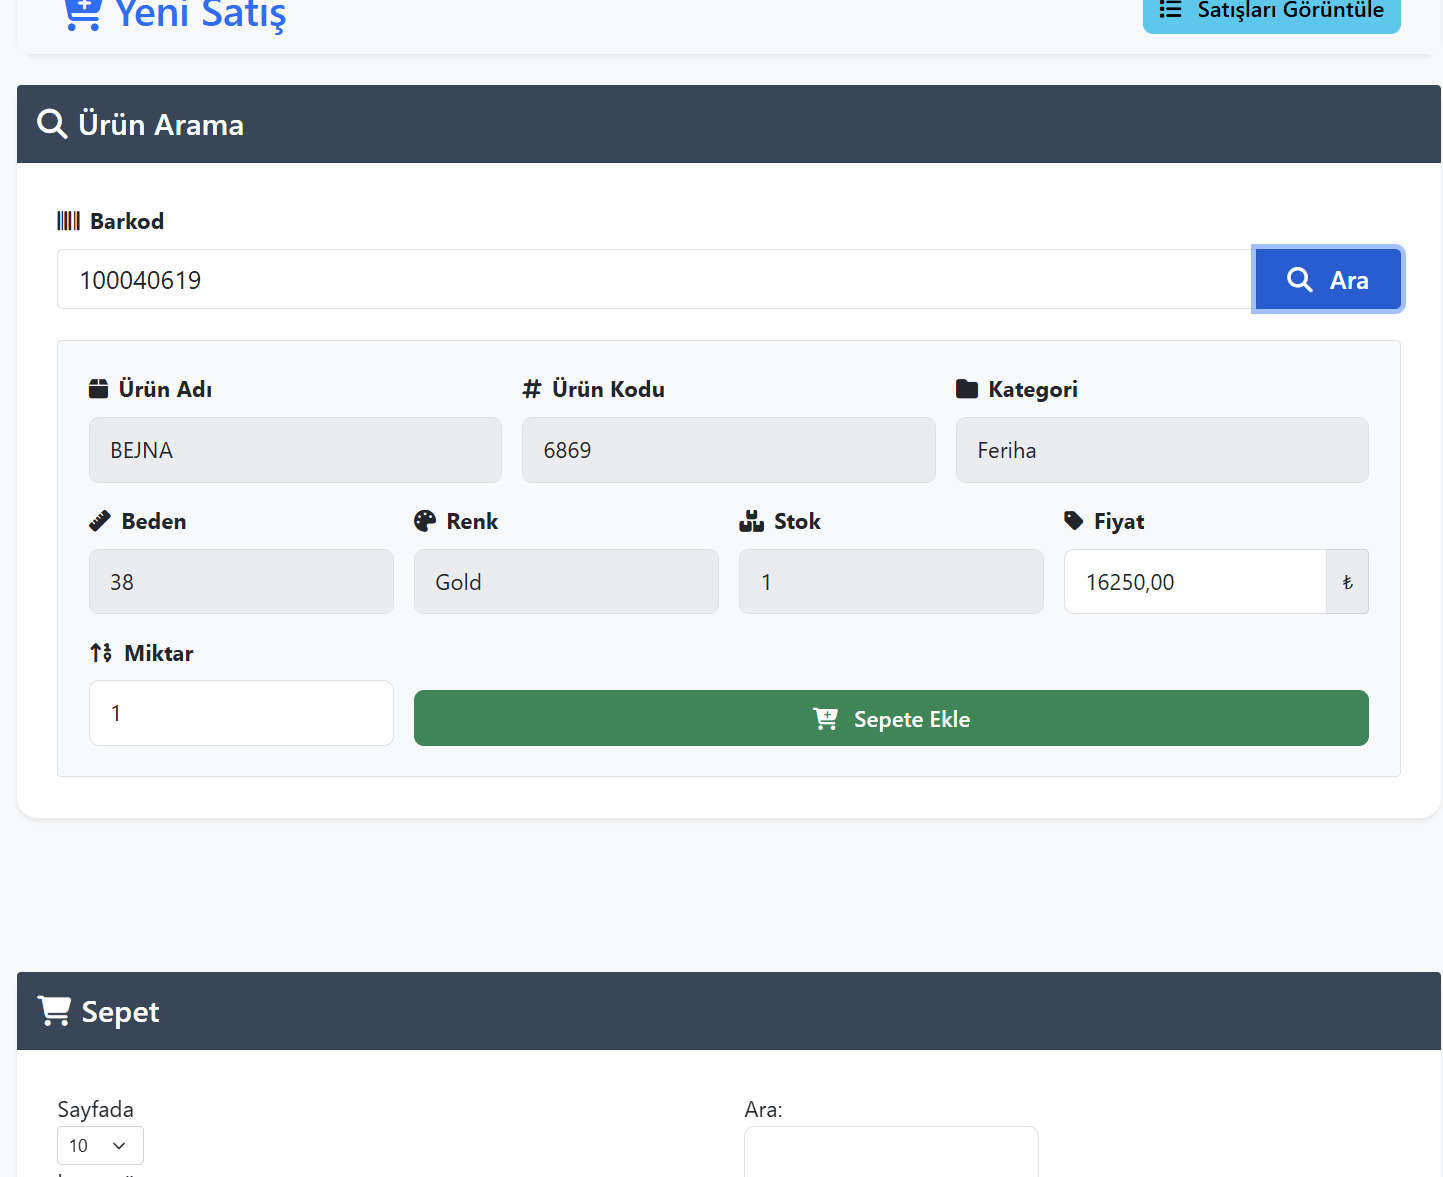 Yeni Satış
Satışları Görüntüle
Ürün Arama
Barkod
100040619
Ara
Ürün Adı
Ürün Kodu
Kategori
BEJNA
6869
Feriha
Beden
Renk
Stok
Fiyat
38
Gold
1
16250,00 ₺
Miktar
1
Sepete Ekle
Sepet
Sayfada
Ara:
10